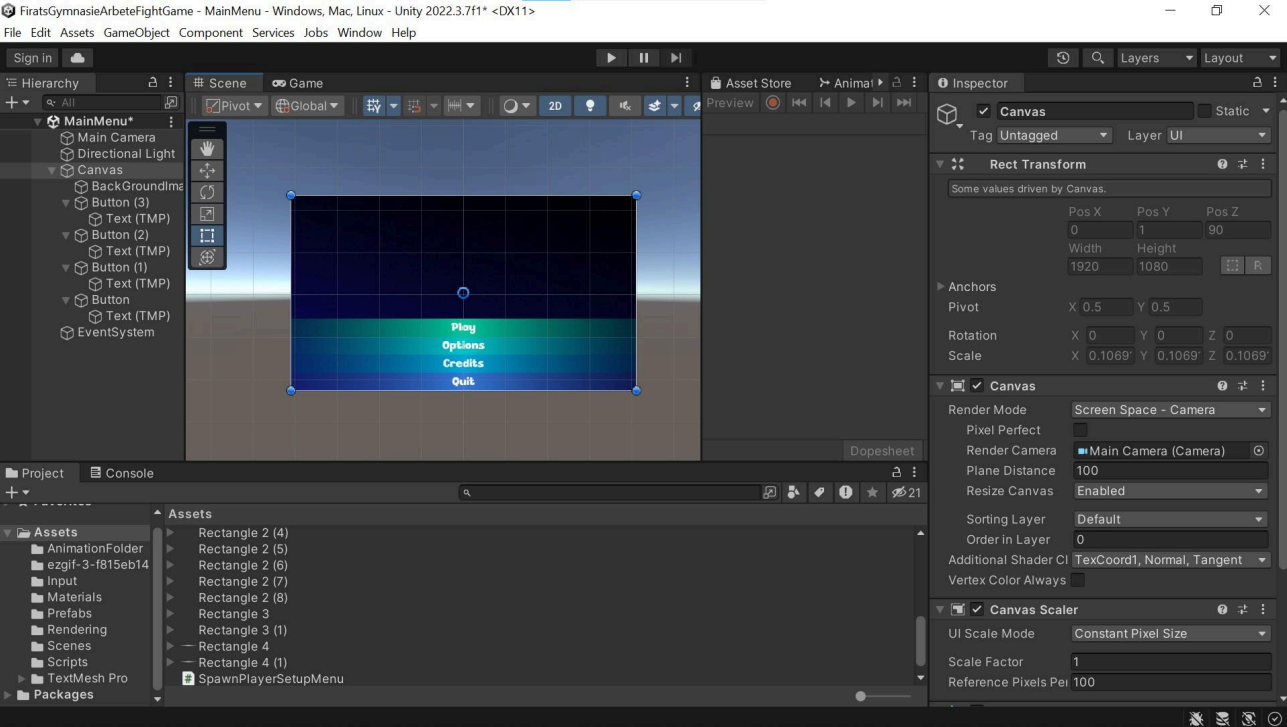 FiratsGymnasieArbeteFightGame - MainMenu - Windows, Mac, Linux - Unity 2022.3.7f1* <DX11>
File Edit Assets GameObject Component Services Jobs Window Help
Sign in
Layers
Layout
Hierarchy
All
MainMenu*
Main Camera
Directional Light
Canvas
BackGroundIma
Button (3)
Text (TMP)
Button (2)
Text (TMP)
Button (1)
Text (TMP)
Button
Text (TMP)
EventSystem
Scene Game
Pivot Global 2D
Play
Options
Credits
Quit
Asset Store Animat
Preview
Dopesheet
Inspector
Canvas Static
Tag Untagged Layer UI
Rect Transform
Some values driven by Canvas.
Pos X Pos Y Pos Z
0 1 90
Width Height
1920 1080 R
Anchors
Pivot X 0.5 Y 0.5
Rotation X 0 Y 0 Z 0
Scale X 0.1069 Y 0.1069 Z 0.1069
Canvas
Render Mode Screen Space - Camera
Pixel Perfect
Render Camera Main Camera (Camera)
Plane Distance 100
Resize Canvas Enabled
Sorting Layer Default
Order in Layer 0
Additional Shader Cl TexCoord1, Normal, Tangent
Vertex Color Always
Canvas Scaler
UI Scale Mode Constant Pixel Size
Scale Factor 1
Reference Pixels Per 100
Project Console
21
Assets
AnimationFolder
ezgif-3-f815eb14
Input
Materials
Prefabs
Rendering
Scenes
Scripts
TextMesh Pro
Packages
Assets
Rectangle 2 (4)
Rectangle 2 (5)
Rectangle 2 (6)
Rectangle 2 (7)
Rectangle 2 (8)
Rectangle 3
Rectangle 3 (1)
Rectangle 4
Rectangle 4 (1)
SpawnPlayerSetupMenu